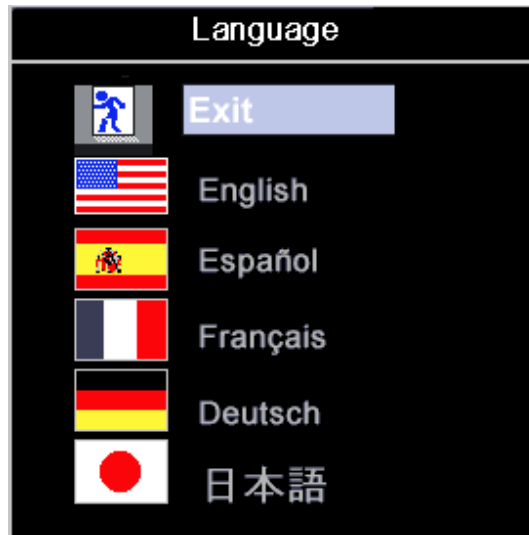 Language
Exit
English
Español
Français
Deutsch
日本語